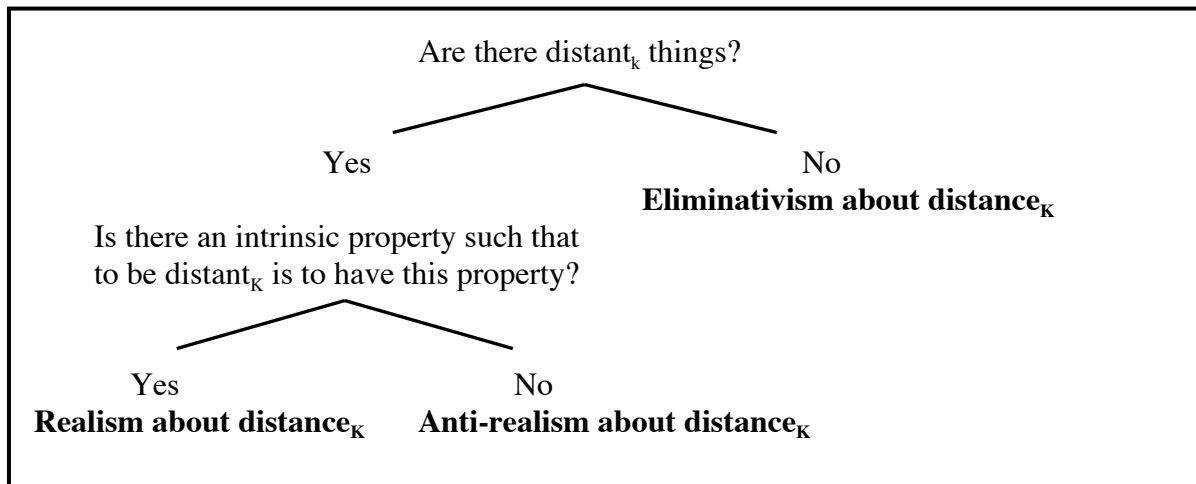 Are there distantₖ things?
Yes
No
Eliminativism about distance_K
Is there an intrinsic property such that
to be distant_K is to have this property?
Yes
No
Realism about distance_K
Anti-realism about distance_K